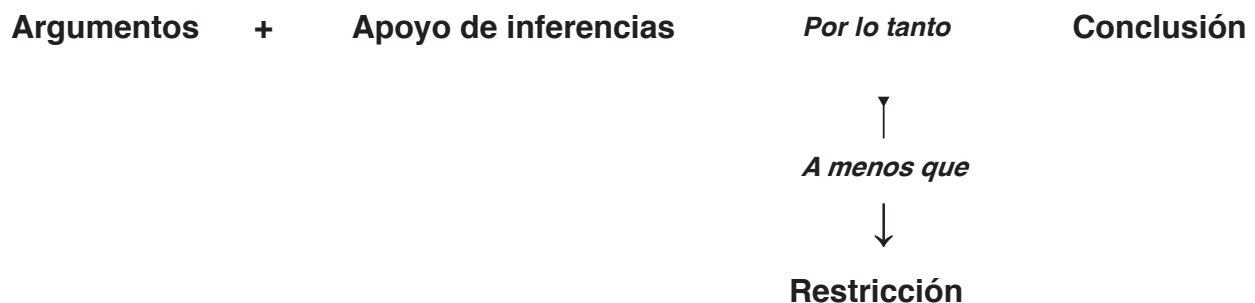 Argumentos + Apoyo de inferencias Por lo tanto Conclusión
A menos que
Restricción